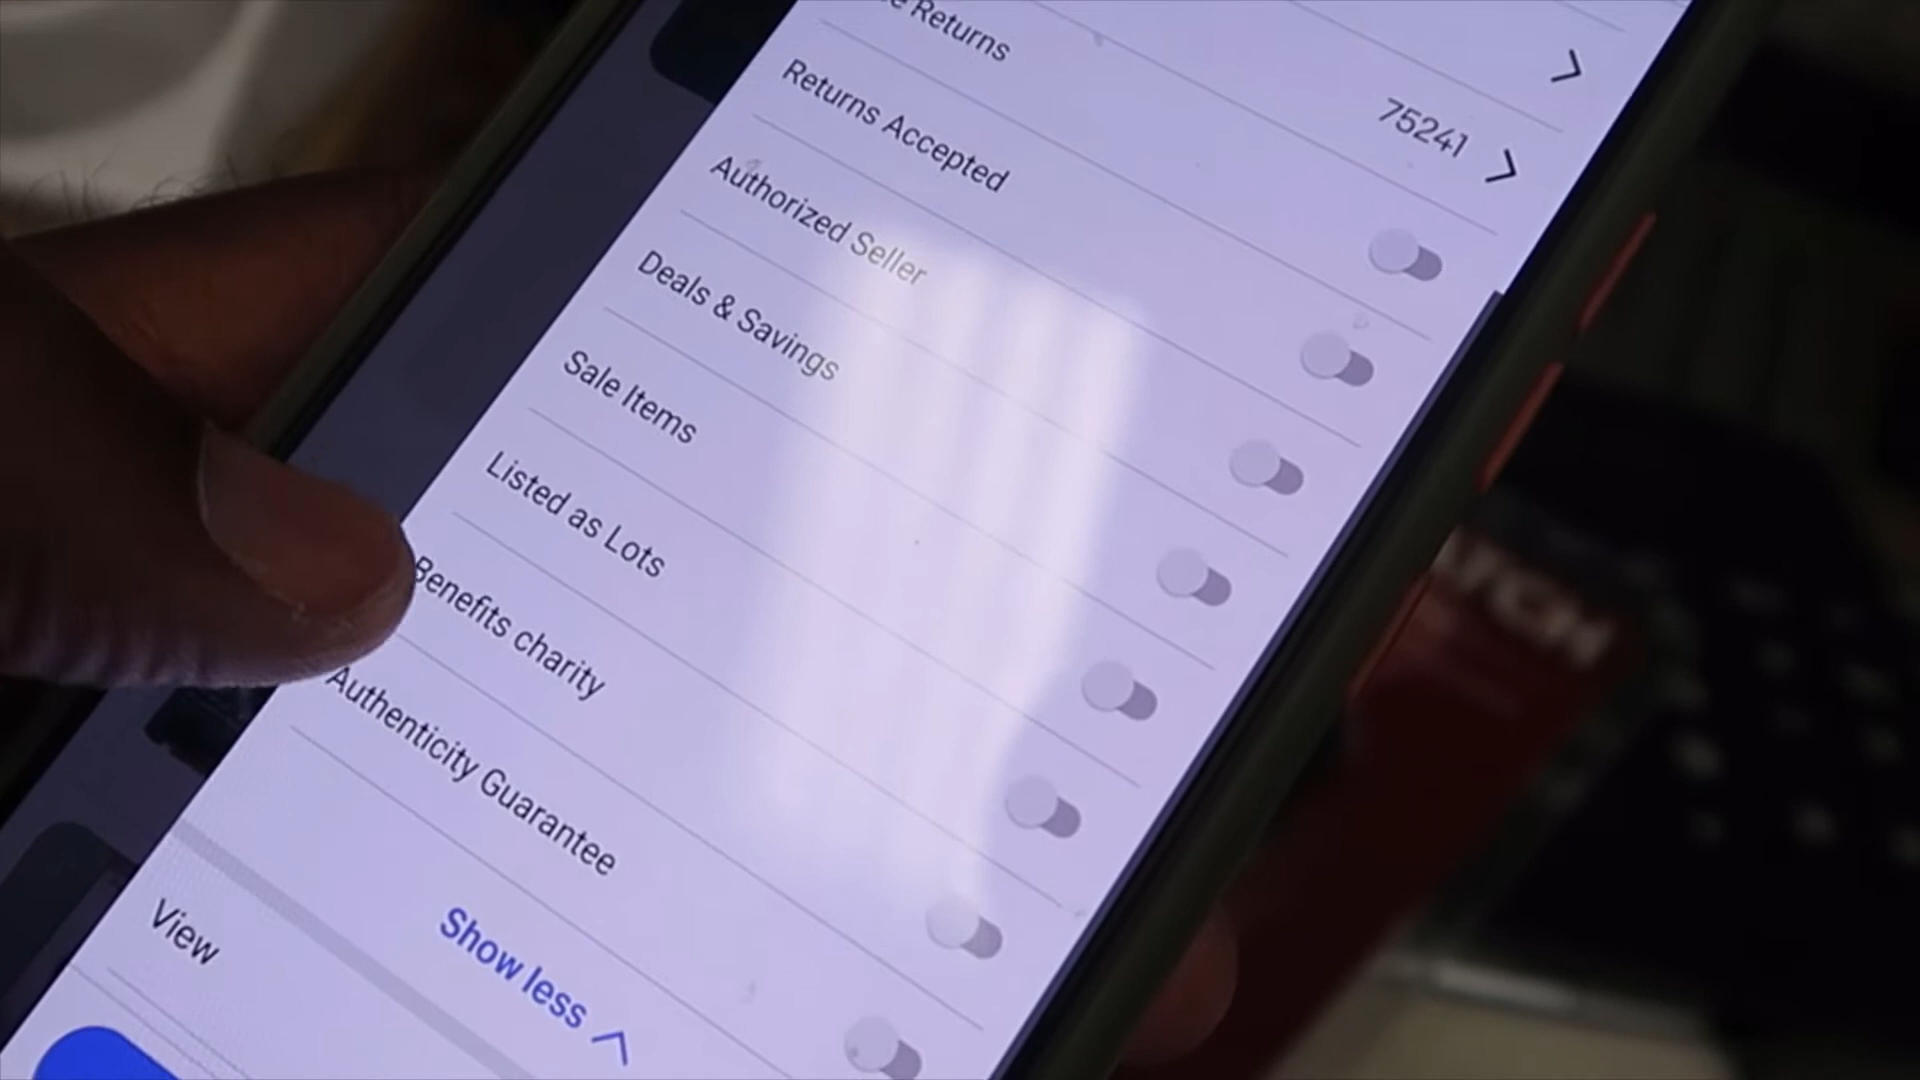 Returns
75241
Returns Accepted
Authorized Seller
Deals & Savings
Sale Items
Listed as Lots
Benefits charity
Authenticity Guarantee
Show less
View